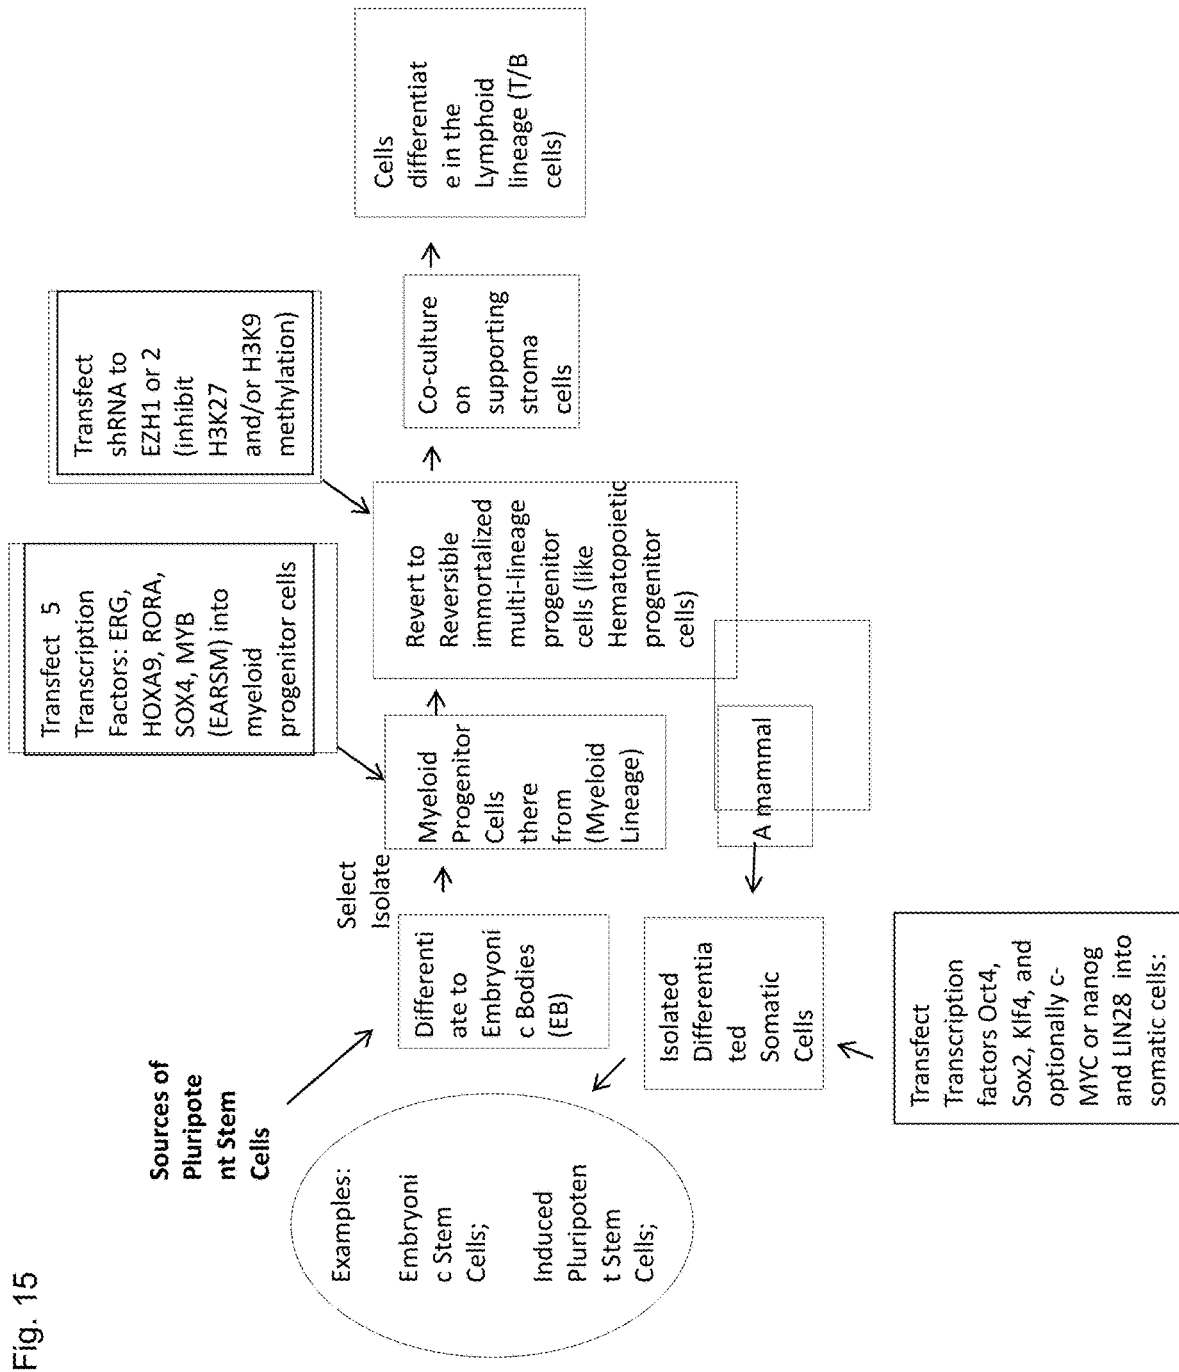 Fig. 15
Sources of
Pluripote
nt Stem
Cells
Examples:
Embryoni
c Stem
Cells;
Induced
Pluripoten
t Stem
Cells;
Differenti
ate to
Embryoni
c Bodies
(EB)
Select
Isolate
Transfect 5
Transcription
Factors: ERG,
HOXA9, RORA,
SOX4, MYB
(EARSM) into
myeloid
progenitor cells
Myeloid
Progenitor
Cells
there
from
(Myeloid
Lineage)
Transfect
shRNA to
EZH1 or 2
(inhibit
H3K27
and/or H3K9
methylation)
Revert to
Reversible
immortalized
multi-lineage
progenitor
cells (like
Hematopoietic
progenitor
cells)
Co-culture
on
supporting
stroma
cells
Cells
differentiat
e in the
Lymphoid
lineage (T/B
cells)
A mammal
Isolated
Differentia
ted
Somatic
Cells
Transfect
Transcription
factors Oct4,
Sox2, Klf4, and
optionally c-
MYC or nanog
and LIN28 into
somatic cells: